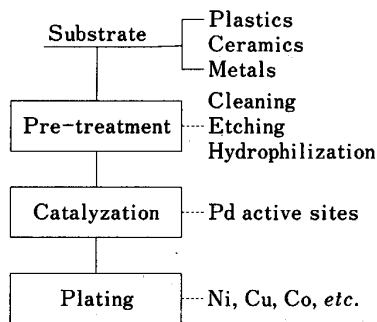 Substrate
Plastics
Ceramics
Metals
Pre-treatment
Cleaning
Etching
Hydrophilization
Catalyzation
Pd active sites
Plating
Ni, Cu, Co, etc.